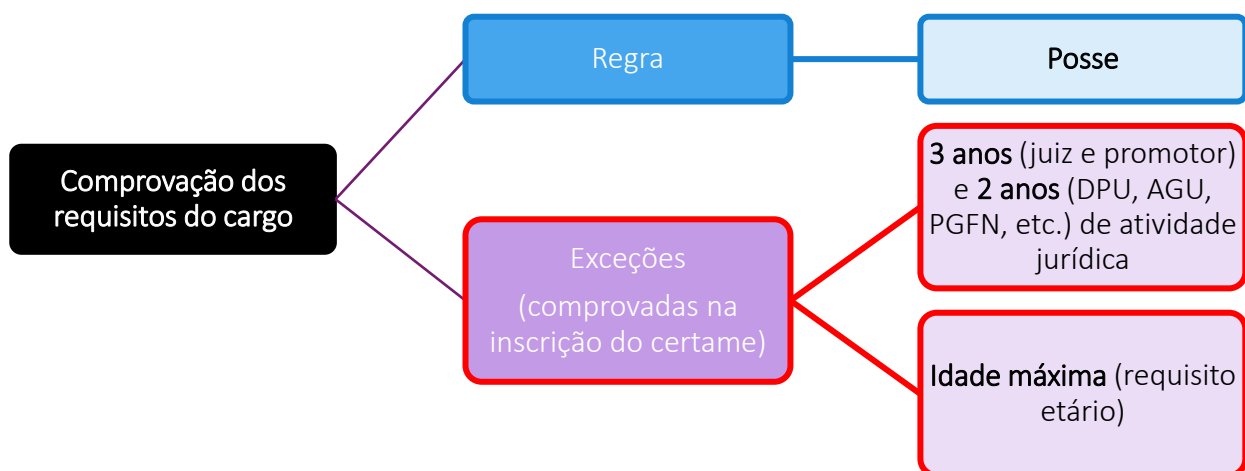 Comprovação dos
requisitos do cargo
Regra
Posse
Exceções
(comprovadas na
inscrição do certame)
3 anos (juiz e promotor)
e 2 anos (DPU, AGU,
PGFN, etc.) de atividade
jurídica
Idade máxima (requisito
etário)